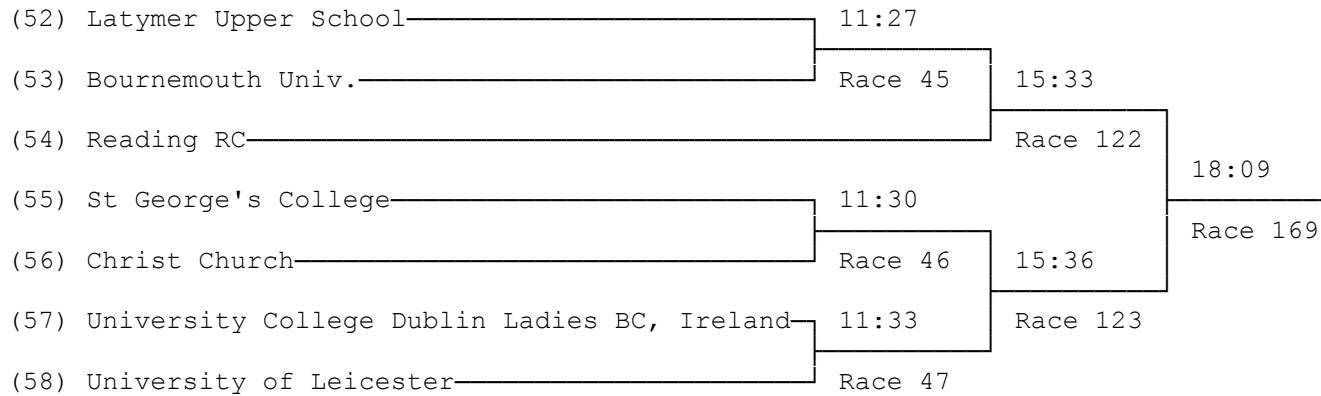 (52) Latymer Upper School 11:27
(53) Bournemouth Univ. Race 45 15:33
(54) Reading RC Race 122
18:09
(55) St George's College 11:30
Race 169
(56) Christ Church Race 46 15:36
(57) University College Dublin Ladies BC, Ireland 11:33 Race 123
(58) University of Leicester Race 47